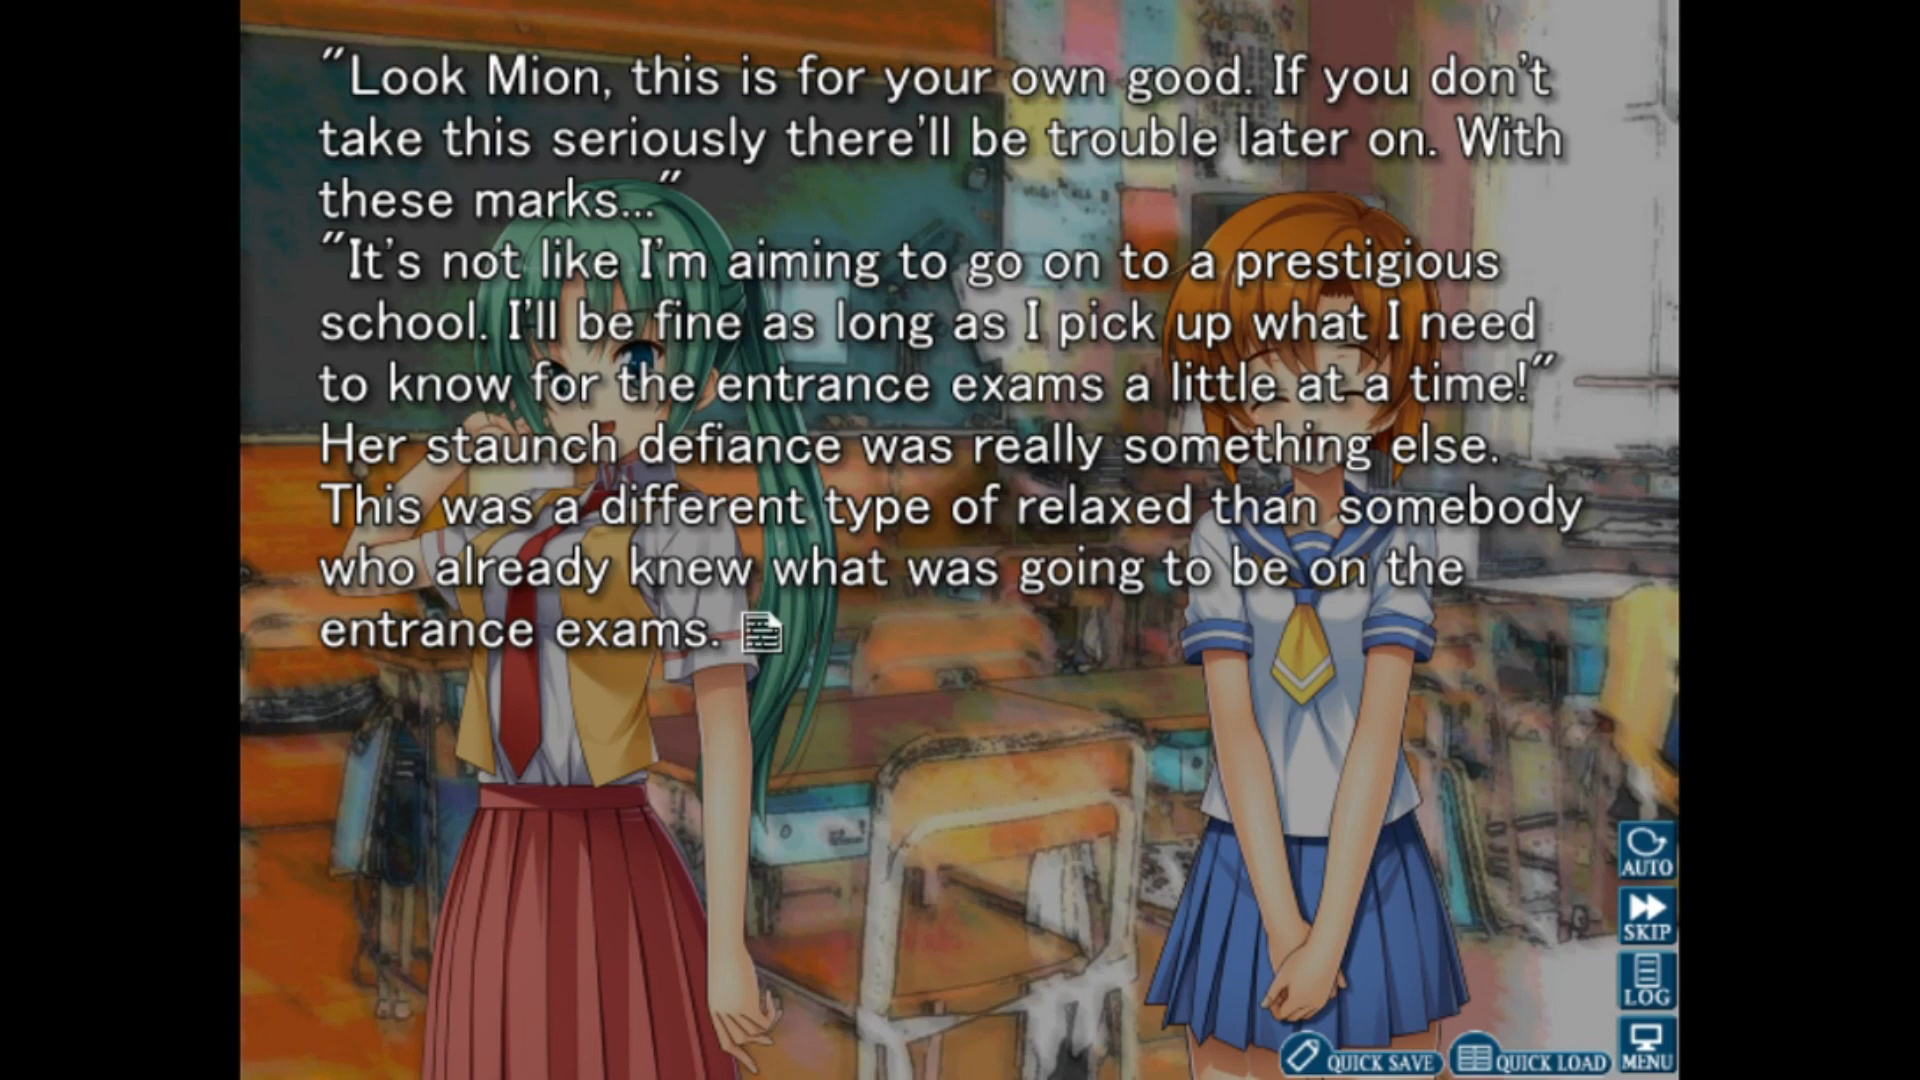 "Look Mion, this is for your own good. If you don't
take this seriously there'll be trouble later on. With
these marks..."
"It's not like I'm aiming to go on to a prestigious
school. I'll be fine as long as I pick up what I need
to know for the entrance exams a little at a time!"
Her staunch defiance was really something else.
This was a different type of relaxed than somebody
who already knew what was going to be on the
entrance exams.
AUTO
SKIP
LOG
MENU
QUICK SAVE
QUICK LOAD